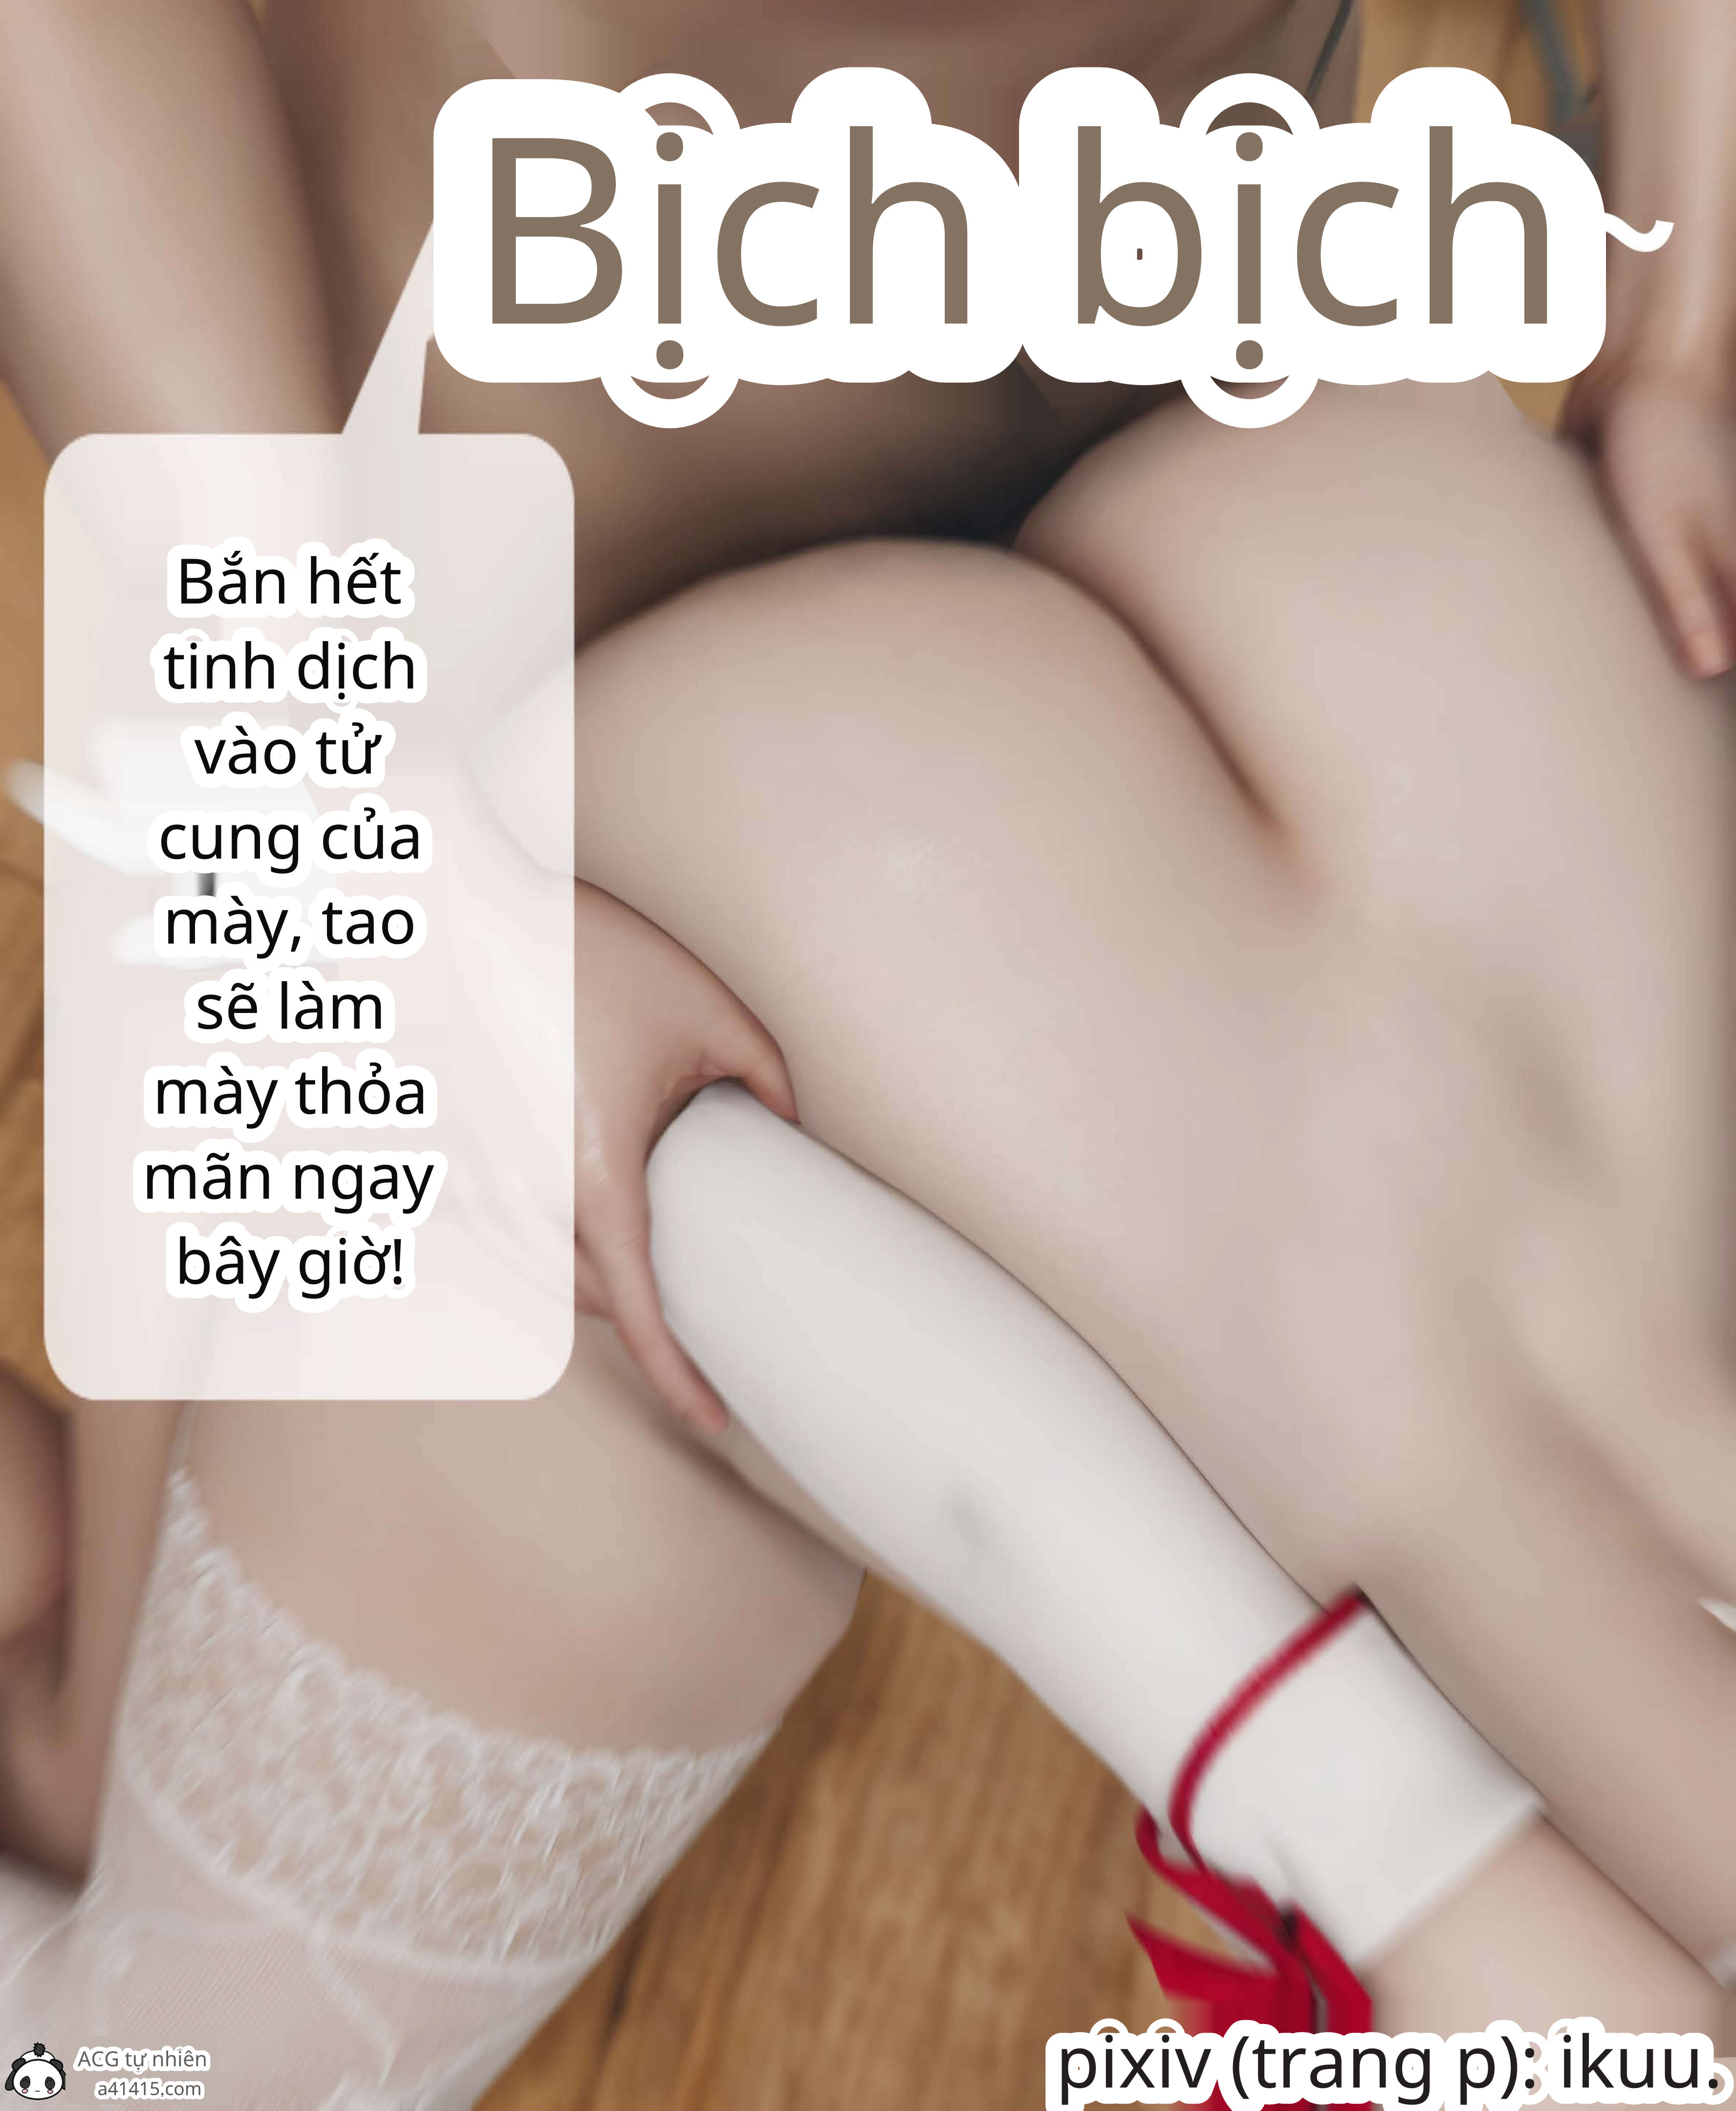 Bịch bịch~
Bắn hết
tinh dịch
vào tử
cung của
mày, tao
sẽ làm
mày thỏa
mãn ngay
bây giờ!
ACG tự nhiên
a41415.com
pixiv (trang p): ikuu.